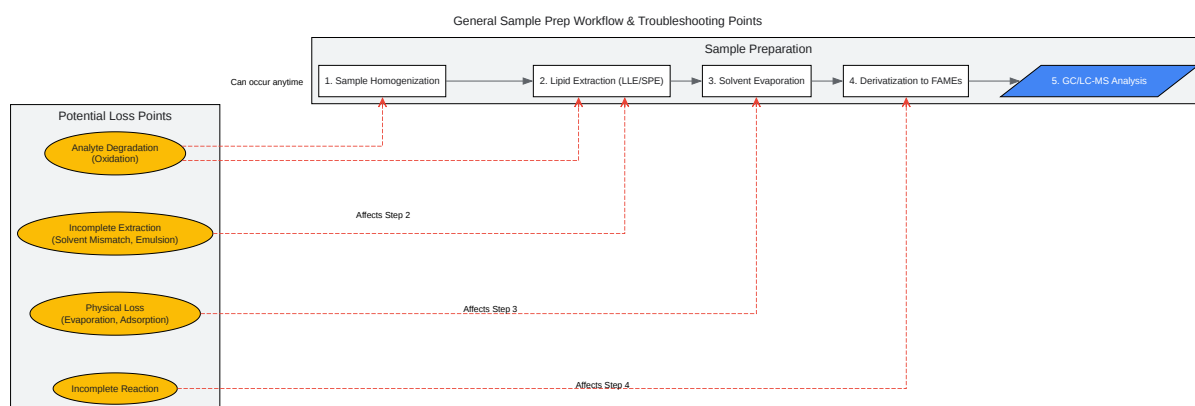 General Sample Prep Workflow & Troubleshooting Points
Sample Preparation
Can occur anytime
1. Sample Homogenization
2. Lipid Extraction (LLE/SPE)
3. Solvent Evaporation
4. Derivatization to FAMEs
5. GC/LC-MS Analysis
Potential Loss Points
Analyte Degradation
(Oxidation)
Affects Step 2
Incomplete Extraction
(Solvent Mismatch, Emulsion)
Physical Loss
(Evaporation, Adsorption)
Affects Step 3
Incomplete Reaction
Affects Step 4